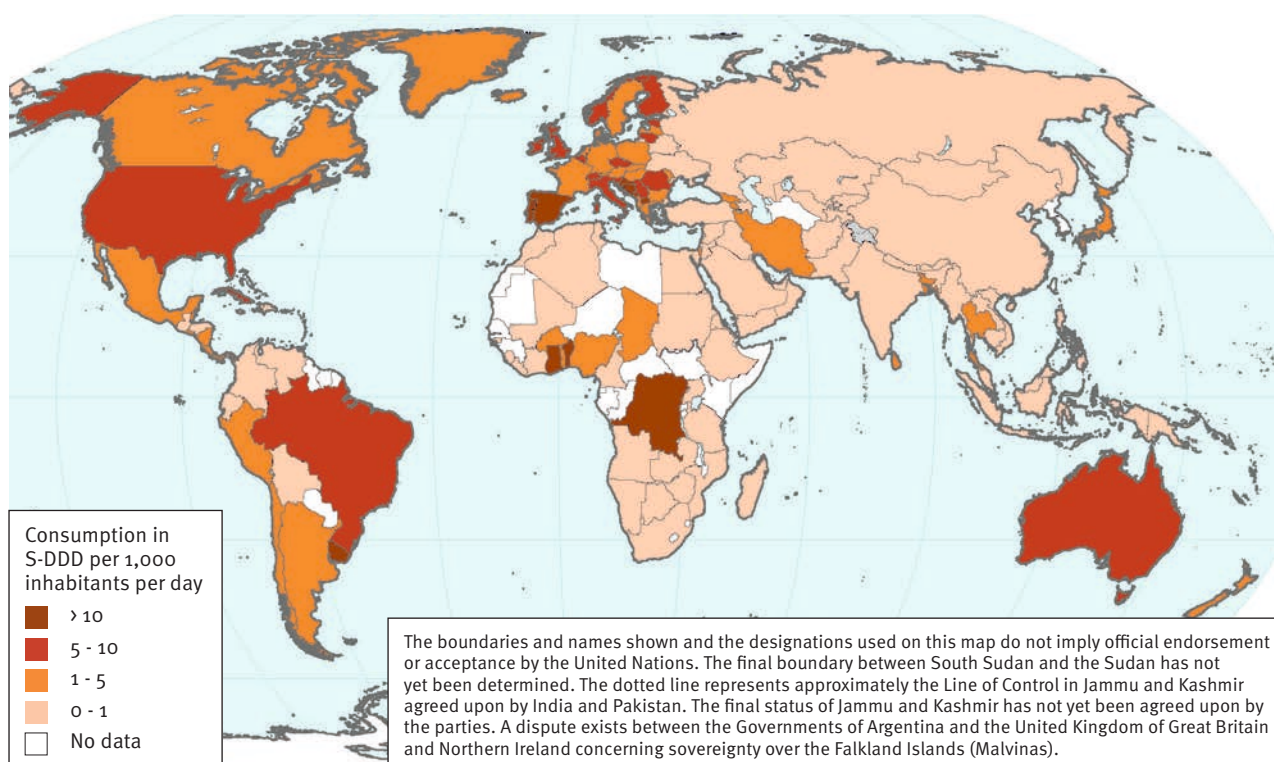 Consumption in
S-DDD per 1,000
inhabitants per day
> 10
5 - 10
1 - 5
0 - 1
No data
The boundaries and names shown and the designations used on this map do not imply official endorsement
or acceptance by the United Nations. The final boundary between South Sudan and the Sudan has not
yet been determined. The dotted line represents approximately the Line of Control in Jammu and Kashmir
agreed upon by India and Pakistan. The final status of Jammu and Kashmir has not yet been agreed upon by
the parties. A dispute exists between the Governments of Argentina and the United Kingdom of Great Britain
and Northern Ireland concerning sovereignty over the Falkland Islands (Malvinas).